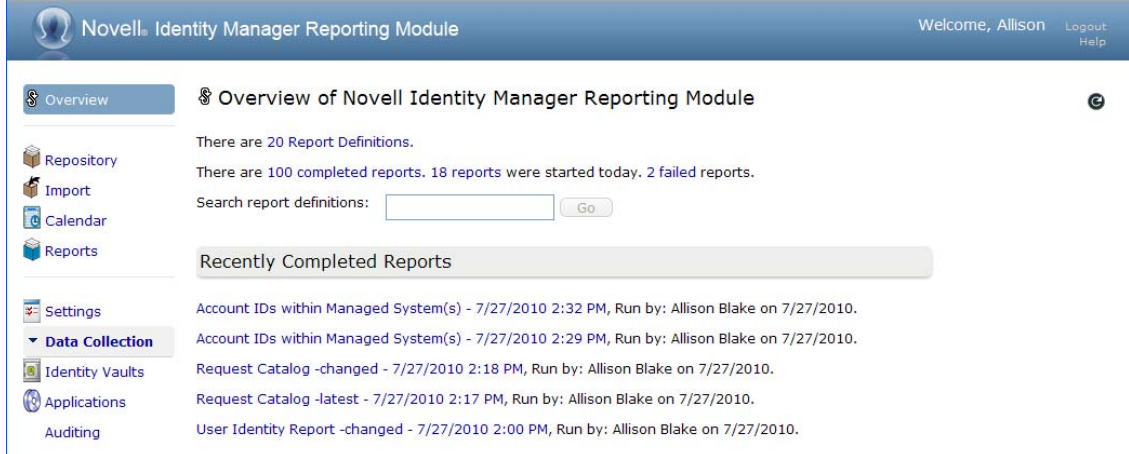 Novell® Identity Manager Reporting Module
Welcome, Allison
Logout
Help
Overview
Repository
Import
Calendar
Reports
Settings
Data Collection
Identity Vaults
Applications
Auditing
Overview of Novell Identity Manager Reporting Module
There are 20 Report Definitions.
There are 100 completed reports. 18 reports were started today. 2 failed reports.
Search report definitions:
Go
Recently Completed Reports
Account IDs within Managed System(s) - 7/27/2010 2:32 PM, Run by: Allison Blake on 7/27/2010.
Account IDs within Managed System(s) - 7/27/2010 2:29 PM, Run by: Allison Blake on 7/27/2010.
Request Catalog -changed - 7/27/2010 2:18 PM, Run by: Allison Blake on 7/27/2010.
Request Catalog -latest - 7/27/2010 2:17 PM, Run by: Allison Blake on 7/27/2010.
User Identity Report -changed - 7/27/2010 2:00 PM, Run by: Allison Blake on 7/27/2010.